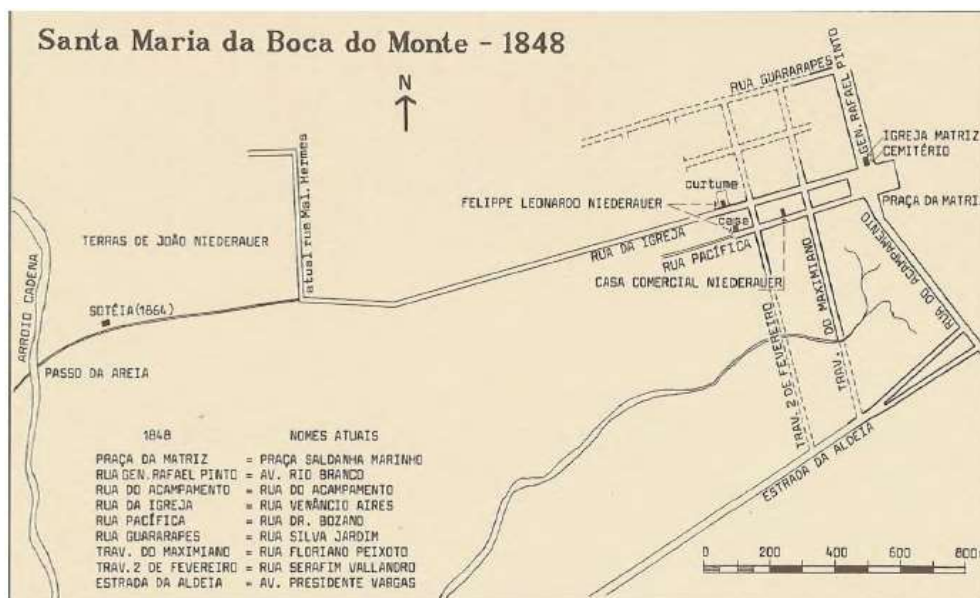 Santa Maria da Boca do Monte - 1848
N
RUA GUARARAPES
GEN. RAFAEL PINTO
IGREJA MATRIZ
CEMITÉRIO
atual rua Mal. Hermes
curtume
FELIPPE LEONARDO NIEDERAUER
casa
PRAÇA DA MATRIZ
TERRAS DE JOÃO NIEDERAUER
RUA DA IGREJA
RUA PACÍFICA
CASA COMERCIAL NIEDERAUER
RUA DO ACAMPAMENTO
ARROIO CADENA
SOTÉIA(1864)
PASSO DA AREIA
TRAV. 2 DE FEVEREIRO
TRAV. DO MAXIMIANO
ESTRADA DA ALDEIA
1848 NOMES ATUAIS
PRAÇA DA MATRIZ = PRAÇA SALDANHA MARINHO
RUA GEN.RAFAEL PINTO = AV. RIO BRANCO
RUA DO ACAMPAMENTO = RUA DO ACAMPAMENTO
RUA DA IGREJA = RUA VENÂNCIO AIRES
RUA PACÍFICA = RUA DR. BOZANO
RUA GUARARAPES = RUA SILVA JARDIM
TRAV. DO MAXIMIANO = RUA FLORIANO PEIXOTO
TRAV.2 DE FEVEREIRO = RUA SERAFIM VALLANDRO
ESTRADA DA ALDEIA = AV. PRESIDENTE VARGAS
0 200 400 600 800